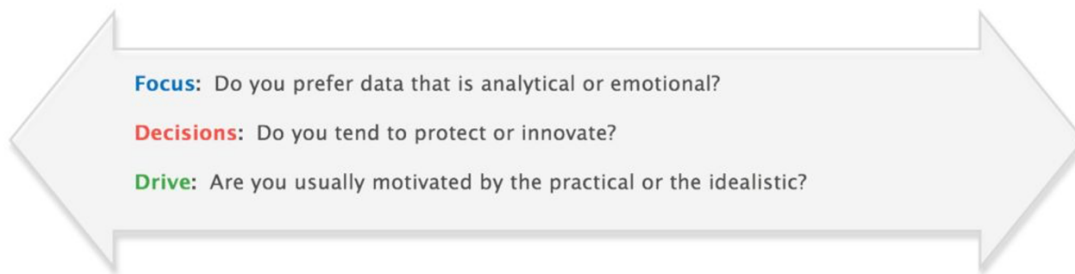 Focus: Do you prefer data that is analytical or emotional?
Decisions: Do you tend to protect or innovate?
Drive: Are you usually motivated by the practical or the idealistic?